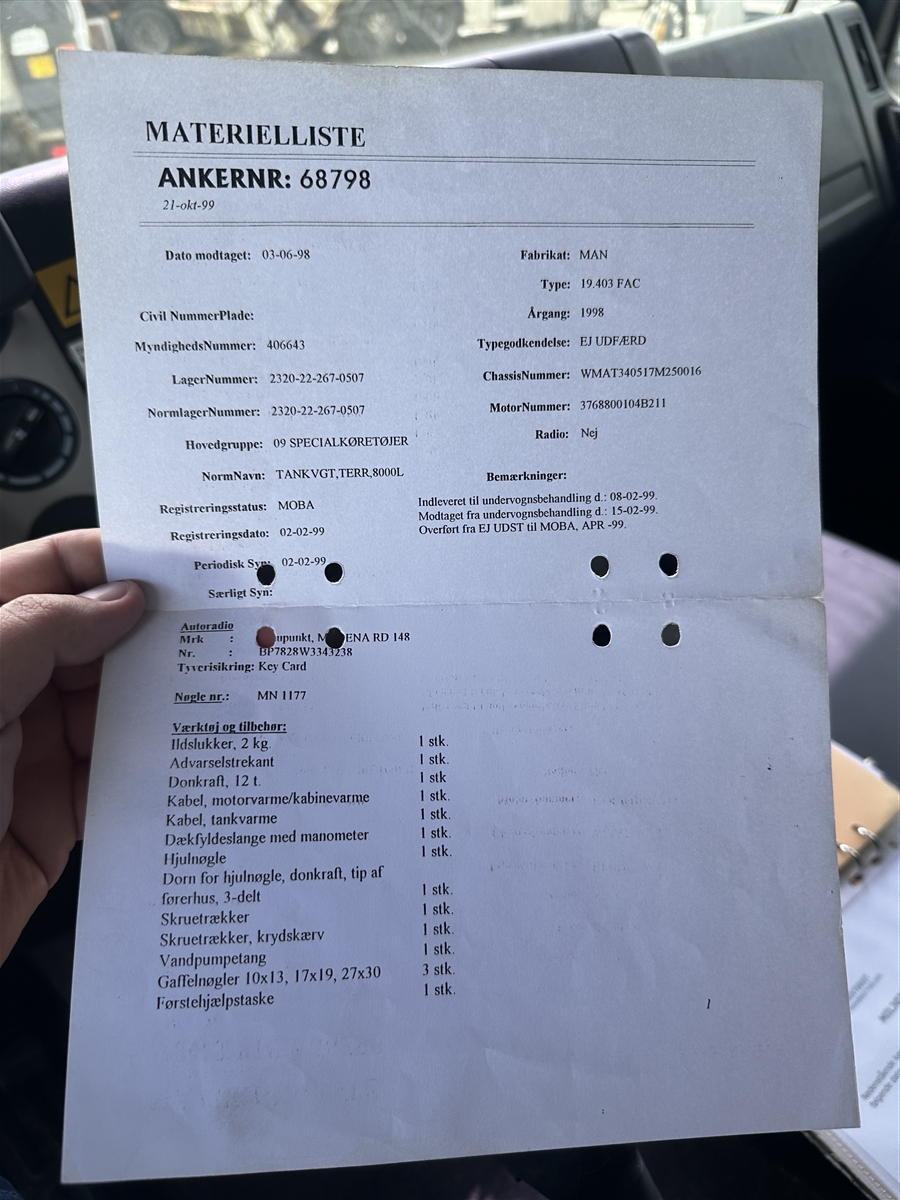 MATERIELLISTE
ANKERNR: 68798
21-okt-99
Dato modtaget: 03-06-98
Civil NummerPlade:
MyndighedsNummer: 406643
LagerNummer: 2320-22-267-0507
NormlagerNummer: 2320-22-267-0507
Hovedgruppe: 09 SPECIALKØRETØJER
NormNavn: TANKVGT,TERR,8000L
Registreringsstatus: MOBA
Registreringsdato: 02-02-99
Periodisk Syn: 02-02-99
Særligt Syn:
Fabrikat: MAN
Type: 19.403 FAC
Årgang: 1998
Typegodkendelse: EJ UDFÆRD
ChassisNummer: WMAT340517M250016
MotorNummer: 3768800104B211
Radio: Nej
Bemærkninger:
Indleveret til undervognsbehandling d.: 08-02-99.
Modtaget fra undervognsbehandling d.: 15-02-99.
Overført fra EJ UDST til MOBA, APR -99.
Autoradio
Mrk : RD 148
Nr. : BP7828W3343238
Tyverisikring: Key Card
Nøgle nr.: MN 1177
Værktøj og tilbehør:
Ildslukker, 2 kg. 1 stk.
Advarselstrekant 1 stk.
Donkraft, 12 t. 1 stk
Kabel, motorvarme/kabinevarme 1 stk.
Kabel, tankvarme 1 stk.
Dækfyldeslange med manometer 1 stk.
Hjulnøgle 1 stk.
Dorn for hjulnøgle, donkraft, tip af
førerhus, 3-delt 1 stk.
Skruetrækker 1 stk.
Skruetrækker, krydskærv 1 stk.
Vandpumpetang 1 stk.
Gaffelnøgler 10x13, 17x19, 27x30 3 stk.
Førstehjælpstaske 1 stk.
1